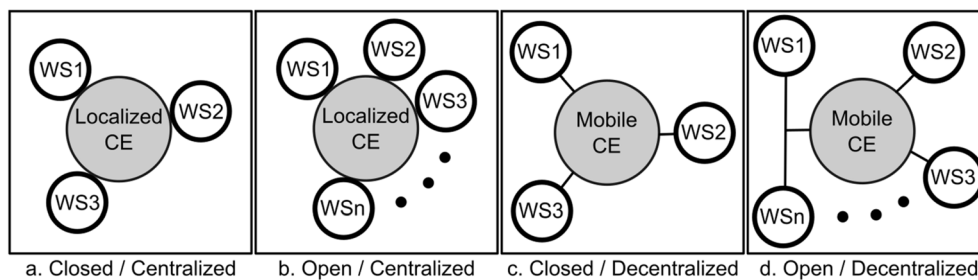 WS1
Localized
CE
WS2
WS3
a. Closed / Centralized
WS1
WS2
WS3
Localized
CE
WSn
b. Open / Centralized
WS1
Mobile
CE
WS2
WS3
c. Closed / Decentralized
WS1
WS2
Mobile
CE
WS3
WSn
d. Open / Decentralized